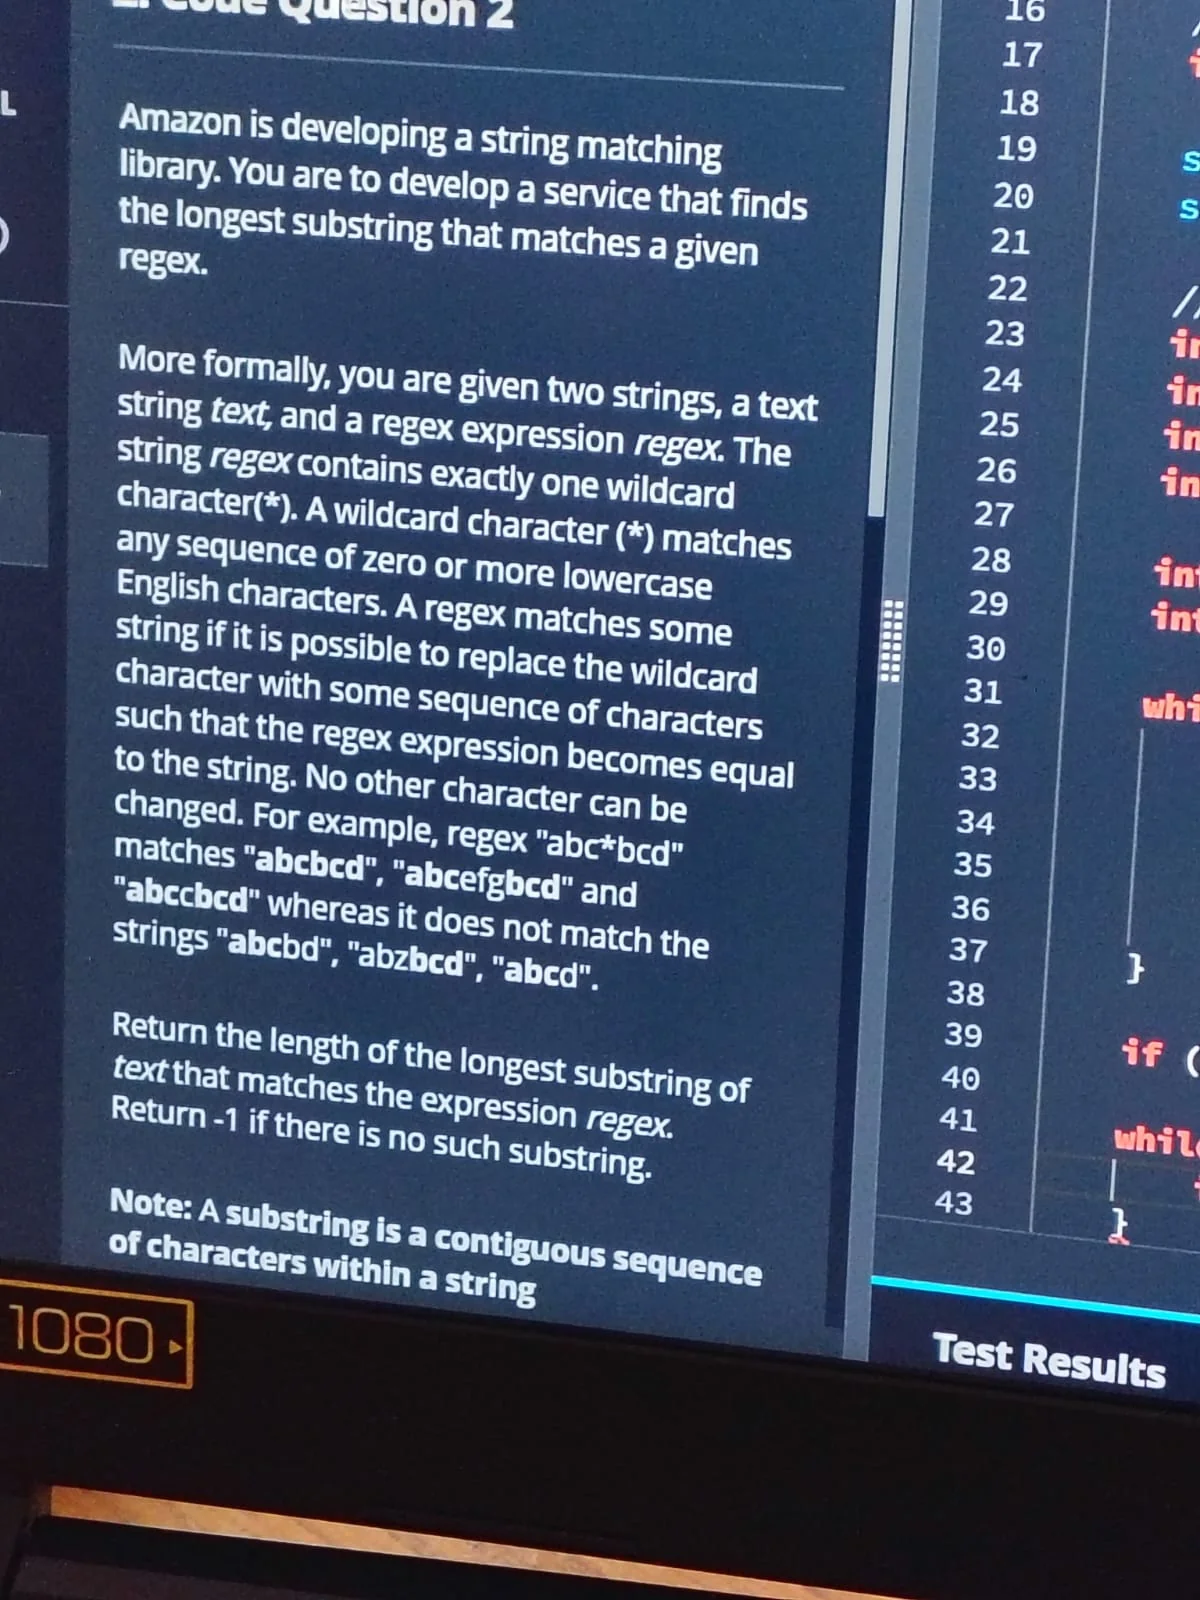 Code Question 2
Amazon is developing a string matching
library. You are to develop a service that finds
the longest substring that matches a given
regex.
More formally, you are given two strings, a text
string text, and a regex expression regex. The
string regex contains exactly one wildcard
character(*). A wildcard character (*) matches
any sequence of zero or more lowercase
English characters. A regex matches some
string if it is possible to replace the wildcard
character with some sequence of characters
such that the regex expression becomes equal
to the string. No other character can be
changed. For example, regex "abc*bcd"
matches "abcbcd", "abcefgbcd" and
"abccbcd" whereas it does not match the
strings "abcbd", "abzbcd", "abcd".
Return the length of the longest substring of
text that matches the expression regex.
Return -1 if there is no such substring.
Note: A substring is a contiguous sequence
of characters within a string
L
16
17
18
19
20
21
22
23
24
25
26
27
28
29
30
31
32
33
34
35
36
37 }
38
39 if (
40
41
42
43 }
Test Results
1080